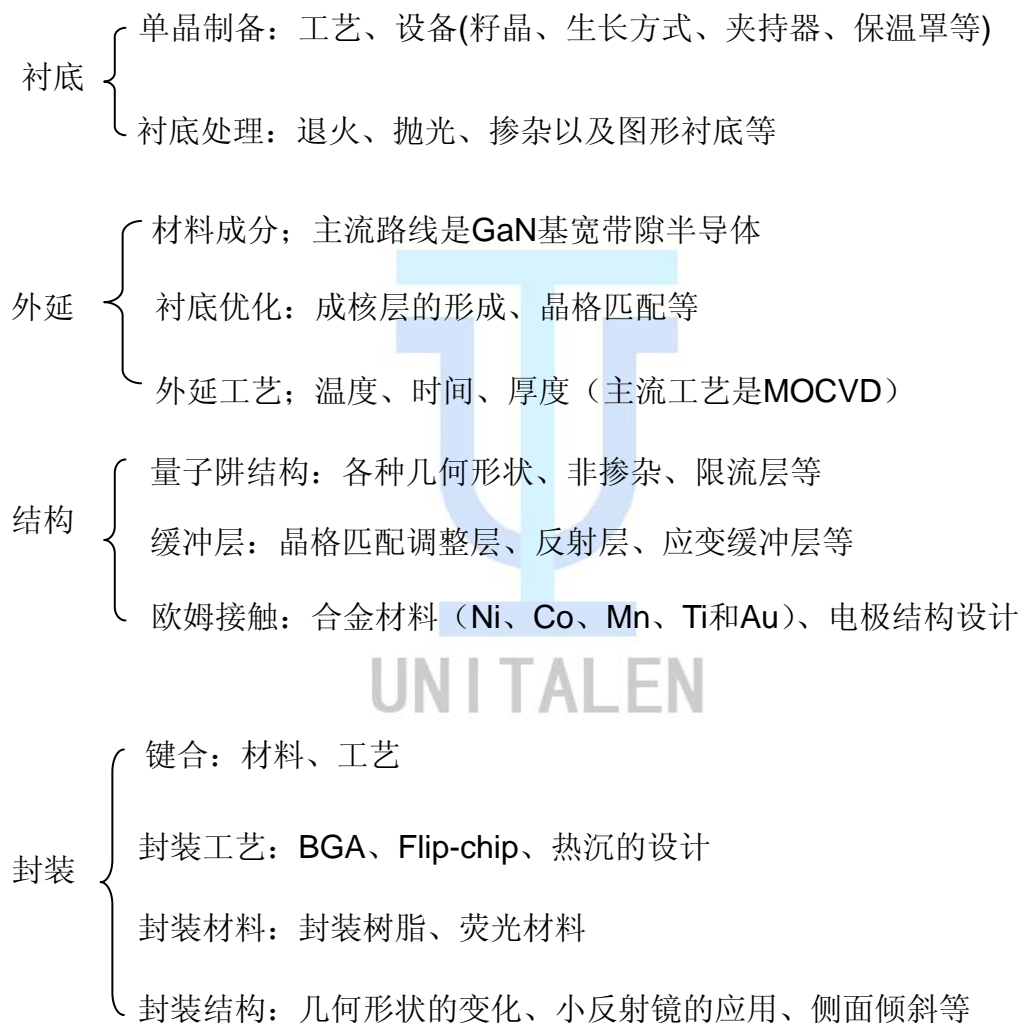 单晶制备：工艺、设备(籽晶、生长方式、夹持器、保温罩等)
衬底
衬底处理：退火、抛光、掺杂以及图形衬底等
材料成分；主流路线是GaN基宽带隙半导体
外延
衬底优化：成核层的形成、晶格匹配等
外延工艺；温度、时间、厚度（主流工艺是MOCVD）
量子阱结构：各种几何形状、非掺杂、限流层等
结构
缓冲层：晶格匹配调整层、反射层、应变缓冲层等
欧姆接触：合金材料（Ni、Co、Mn、Ti和Au）、电极结构设计
UNITALEN
键合：材料、工艺
封装工艺：BGA、Flip-chip、热沉的设计
封装
封装材料：封装树脂、荧光材料
封装结构：几何形状的变化、小反射镜的应用、侧面倾斜等